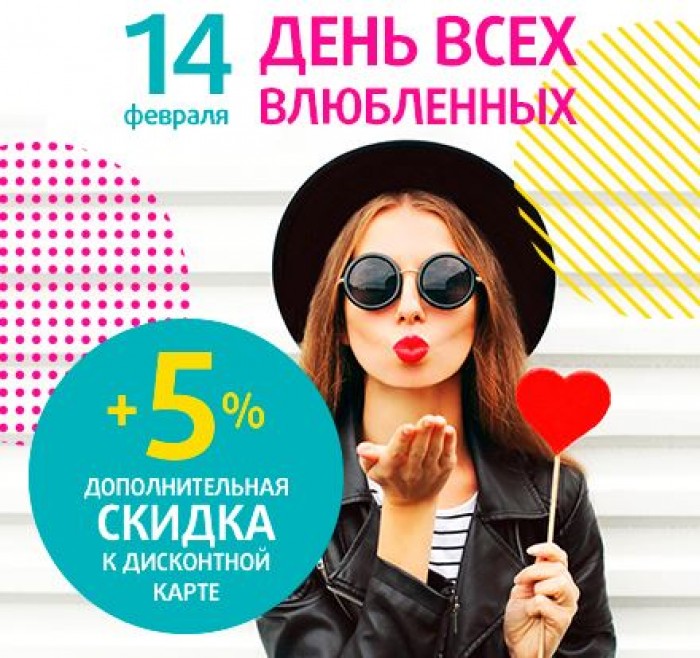 14
февраля
ДЕНЬ ВСЕХ
ВЛЮБЛЕННЫХ
+5%
ДОПОЛНИТЕЛЬНАЯ
СКИДКА
К ДИСКОНТНОЙ
КАРТЕ